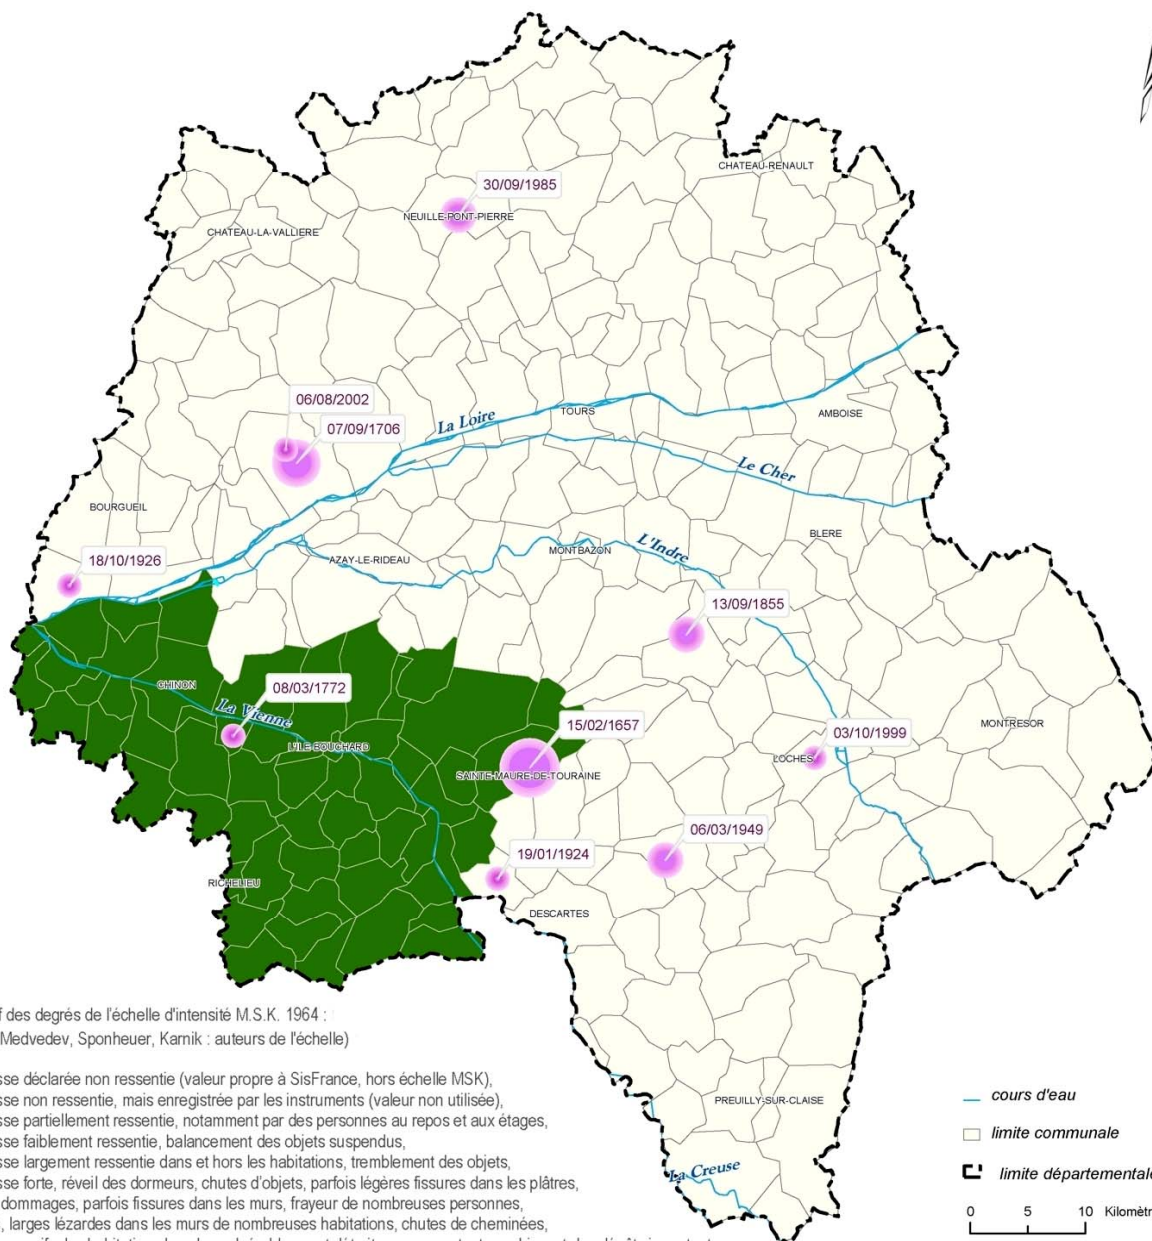 CHATEAU-RENAULT
30/09/1985
NEUILLE-PONT-PIERRE
CHATEAU-LA-VALLIERE
06/08/2002
La Loire
TOURS
AMBOISE
07/09/1706
Le Cher
BOURGUEIL
BLERE
L'Indre
MONTBAZON
AZAY-LE-RIDEAU
18/10/1926
13/09/1855
CHINON
08/03/1772
La Vienne
15/02/1657
MONTRESOR
03/10/1999
L'ILE-BOUCHARD
LOCHES
SAINTE-MAURE-DE-TOURAINE
06/03/1949
19/01/1924
RICHELIEU
DESCARTES
des degrés de l'échelle d'intensité M.S.K. 1964 :
Medvedev, Sponheuer, Karnik : auteurs de l'échelle)
sse déclarée non ressentie (valeur propre à SisFrance, hors échelle MSK),
sse non ressentie, mais enregistrée par les instruments (valeur non utilisée),
sse partiellement ressentie, notamment par des personnes au repos et aux étages,
sse faiblement ressentie, balancement des objets suspendus,
sse largement ressentie dans et hors les habitations, tremblement des objets,
sse forte, réveil des dormeurs, chutes d'objets, parfois légères fissures dans les plâtres,
dommages, parfois fissures dans les murs, frayeur de nombreuses personnes,
, larges lézardes dans les murs de nombreuses habitations, chutes de cheminées,
PREUILLY-SUR-CLAISE
La Creuse
cours d'eau
limite communale
limite départementale
0 5 10 Kilomètr